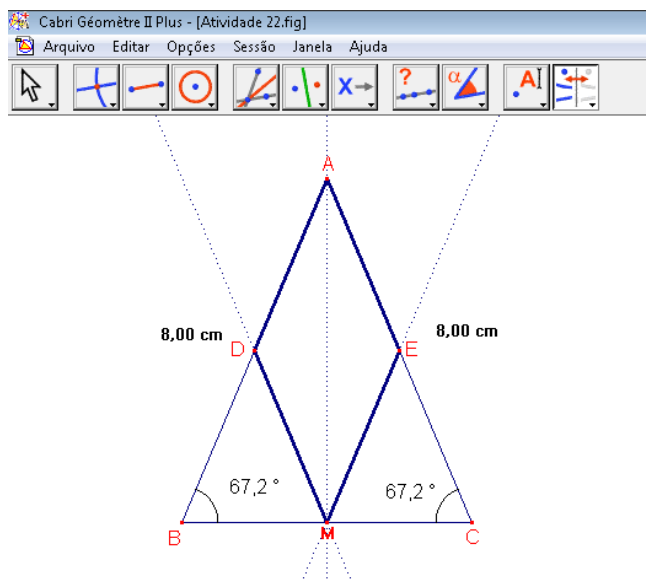 Cabri Géomètre II Plus - [Atividade 22.fig]
Arquivo Editar Opções Sessão Janela Ajuda
X ? α A
A
8,00 cm 8,00 cm
D E
67,2 ° 67,2 °
B M C